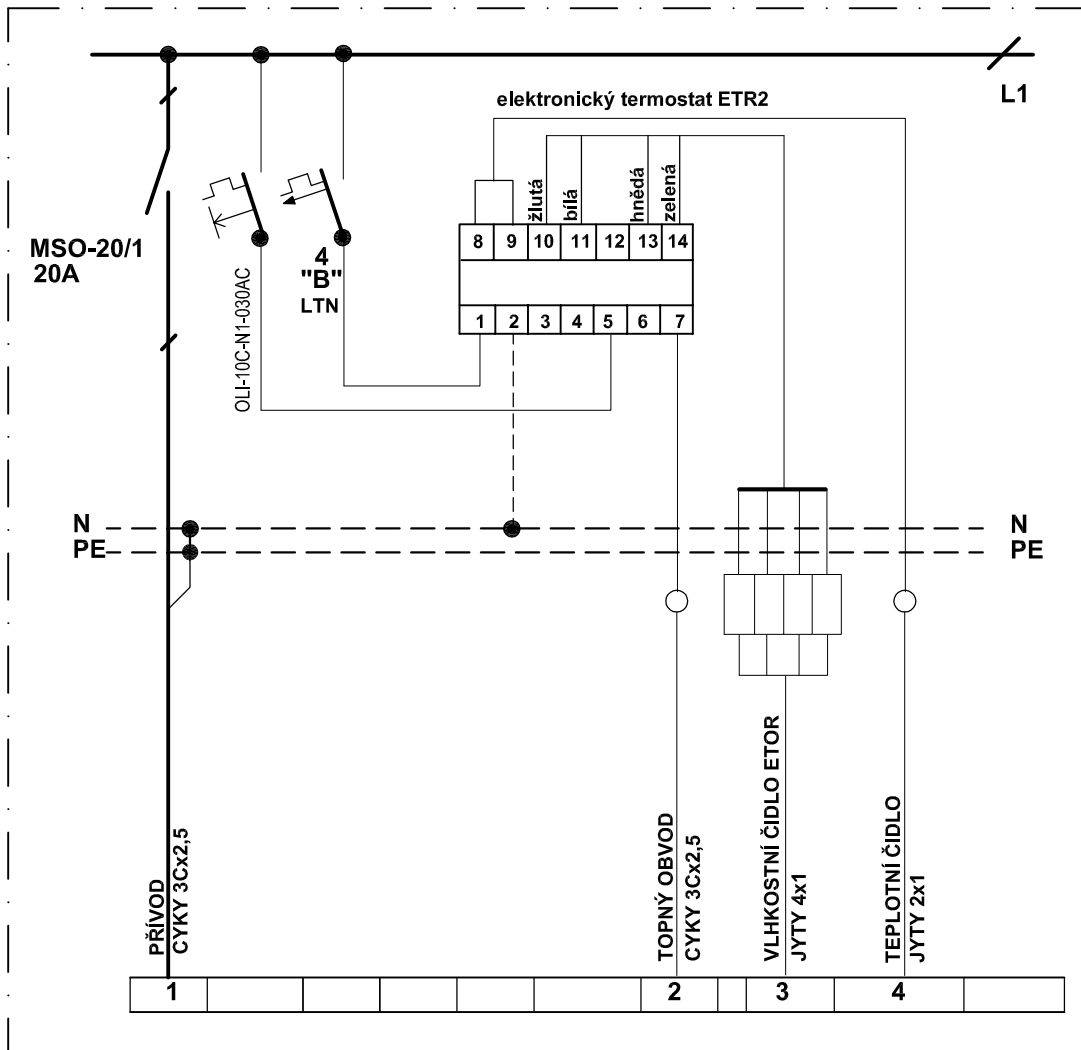 elektronický termostat ETR2
L1
žlutá
bílá
hnědá
zelená
8 9 10 11 12 13 14
MSO-20/1
20A
4
"B"
LTN
1 2 3 4 5 6 7
OLI-10C-N1-030AC
N
PE
N
PE
PŘÍVOD
CYKY 3Cx2,5
TOPNÝ OBVOD
CYKY 3Cx2,5
VLHKOSTNÍ ČIDLO ETOR
JYTY 4x1
TEPLOTNÍ ČIDLO
JYTY 2x1
1 2 3 4